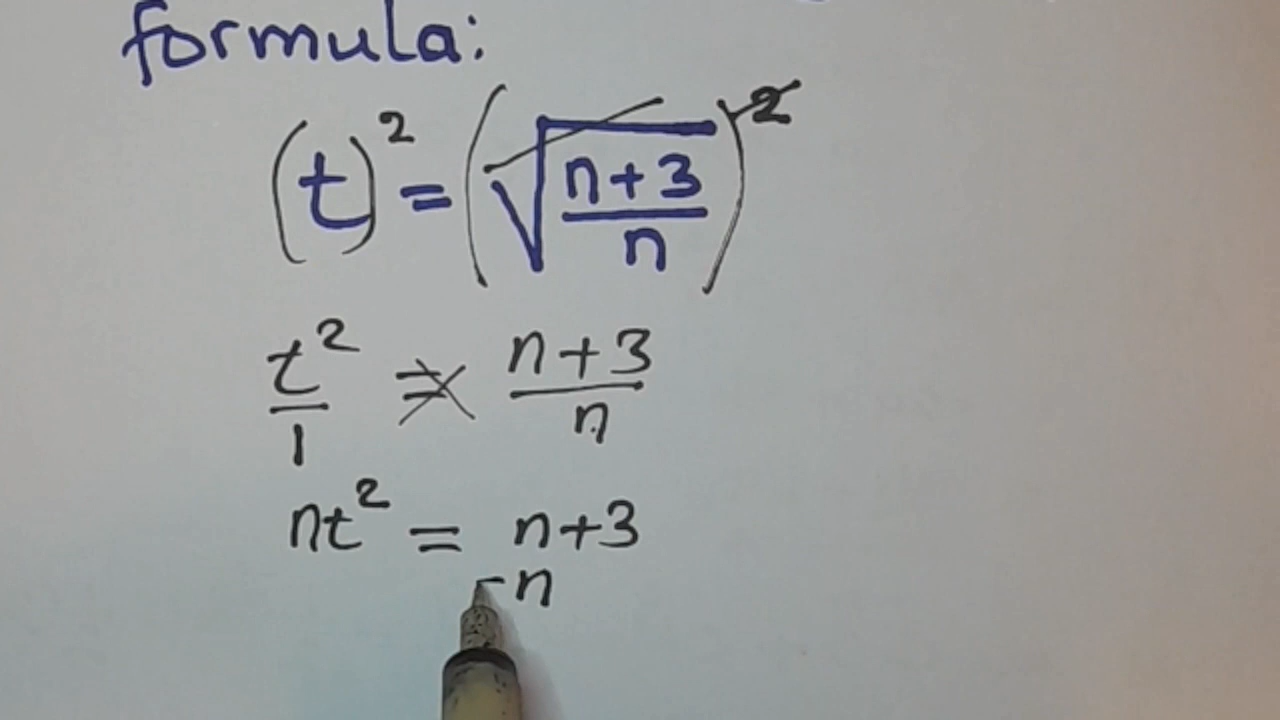 formula:
(t)² = (√((n+3)/n))²
t²/1 = (n+3)/n
nt² = n+3
-n